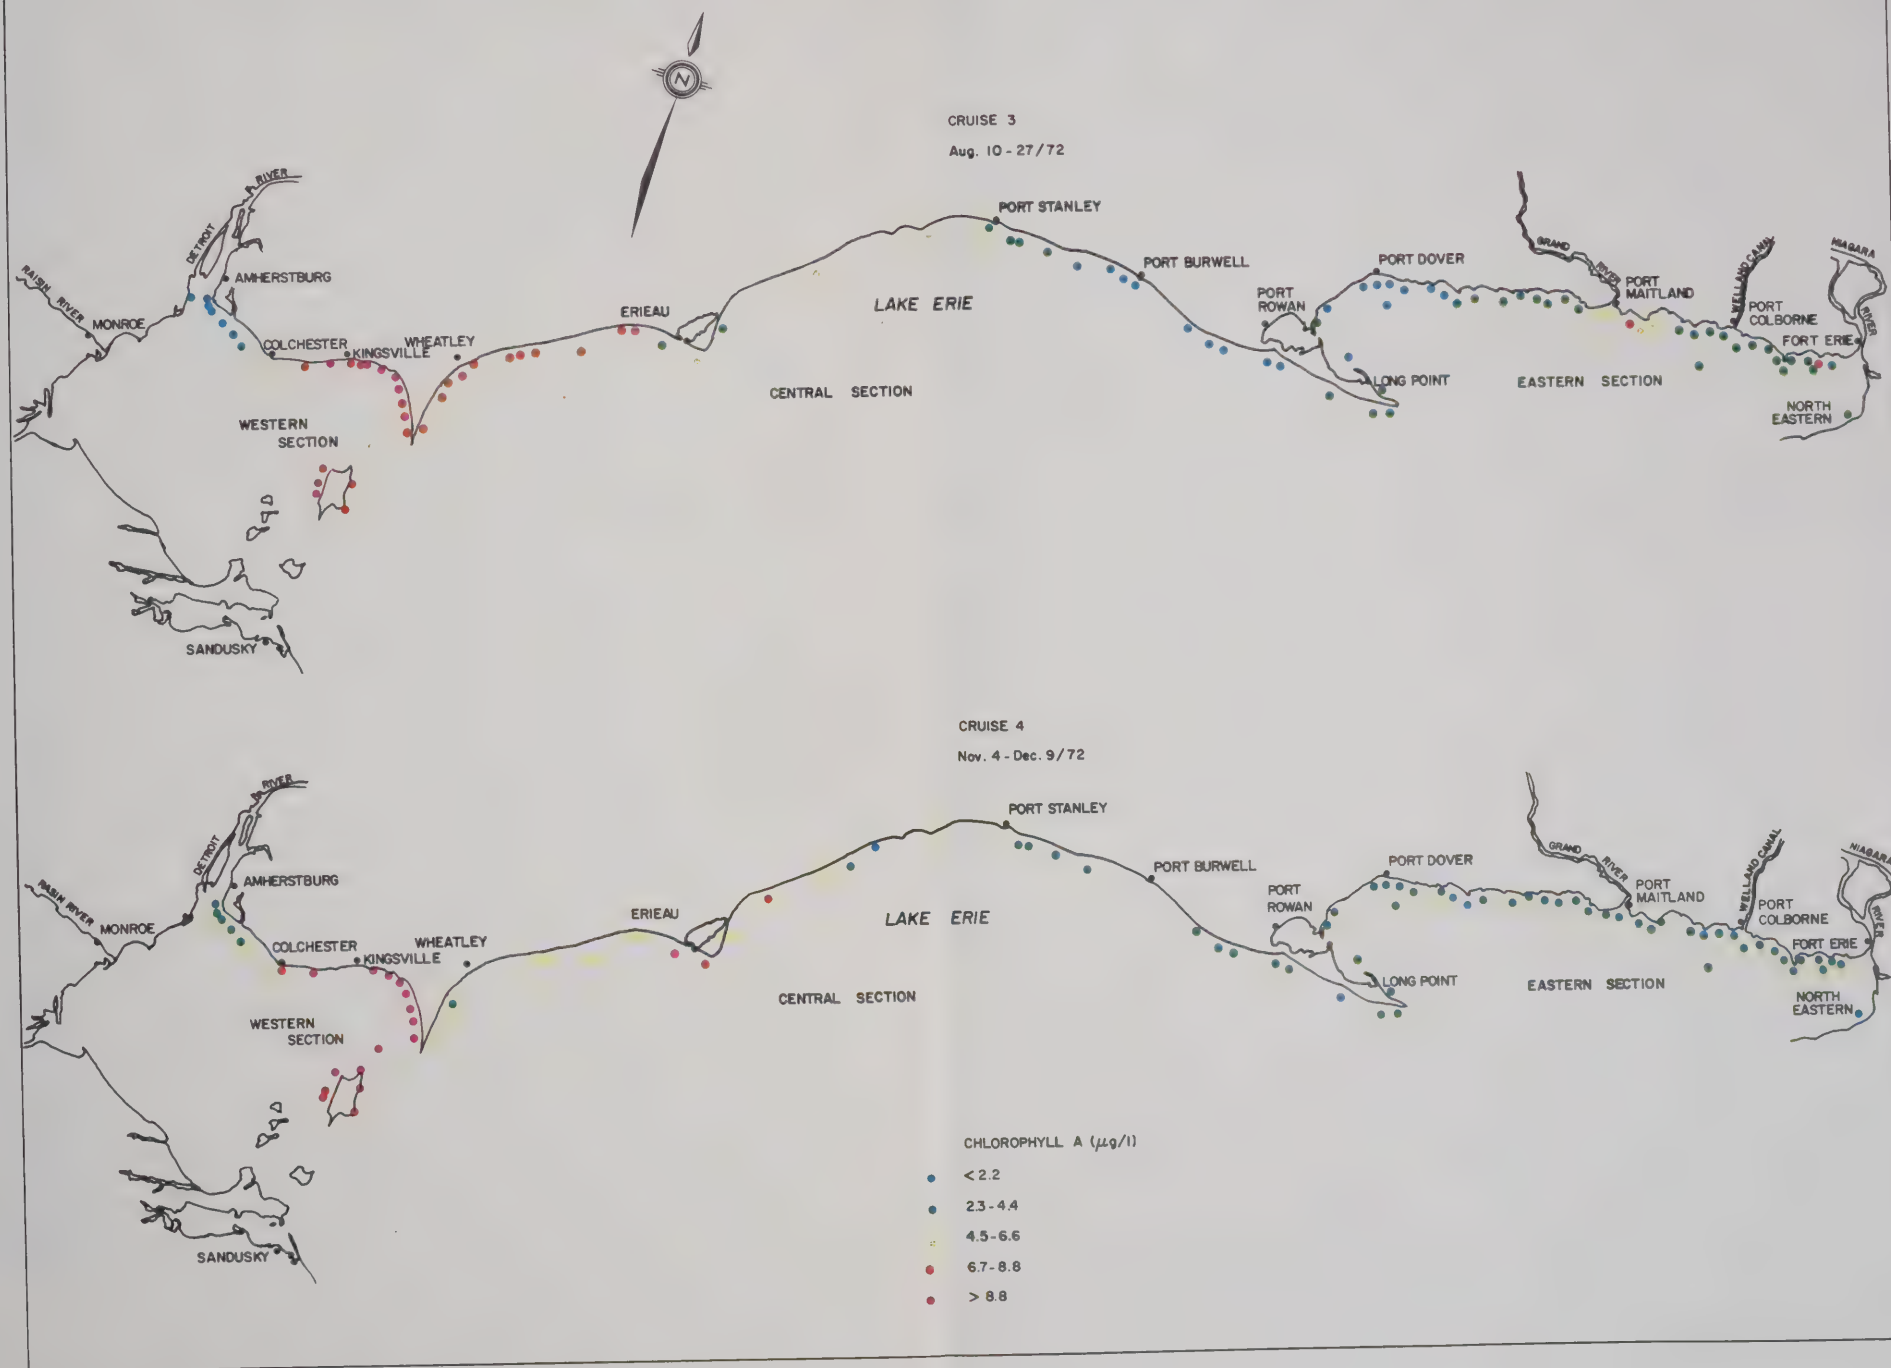 N
CRUISE 3
Aug. 10 - 27/72
RIVER
DETROIT
RAISIN RIVER
MONROE
AMHERSTBURG
COLCHESTER
KINGSVILLE
WHEATLEY
ERIEAU
PORT STANLEY
LAKE ERIE
PORT BURWELL
PORT
ROWAN
PORT DOVER
LONG POINT
GRAND
RIVER
PORT
MAITLAND
WELLAND CANAL
PORT
COLBORNE
NIAGARA
RIVER
FORT ERIE
WESTERN
SECTION
CENTRAL SECTION
EASTERN SECTION
NORTH
EASTERN
SANDUSKY
CRUISE 4
Nov. 4 - Dec. 9/72
RIVER
DETROIT
RASIN RIVER
MONROE
AMHERSTBURG
COLCHESTER
KINGSVILLE
WHEATLEY
ERIEAU
PORT STANLEY
LAKE ERIE
PORT BURWELL
PORT
ROWAN
PORT DOVER
LONG POINT
GRAND
RIVER
PORT
MAITLAND
WELLAND CANAL
PORT
COLBORNE
NIAGARA
RIVER
FORT ERIE
WESTERN
SECTION
CENTRAL SECTION
EASTERN SECTION
NORTH
EASTERN
SANDUSKY
CHLOROPHYLL A (µg/l)
< 2.2
2.3 - 4.4
4.5 - 6.6
6.7 - 8.8
> 8.8